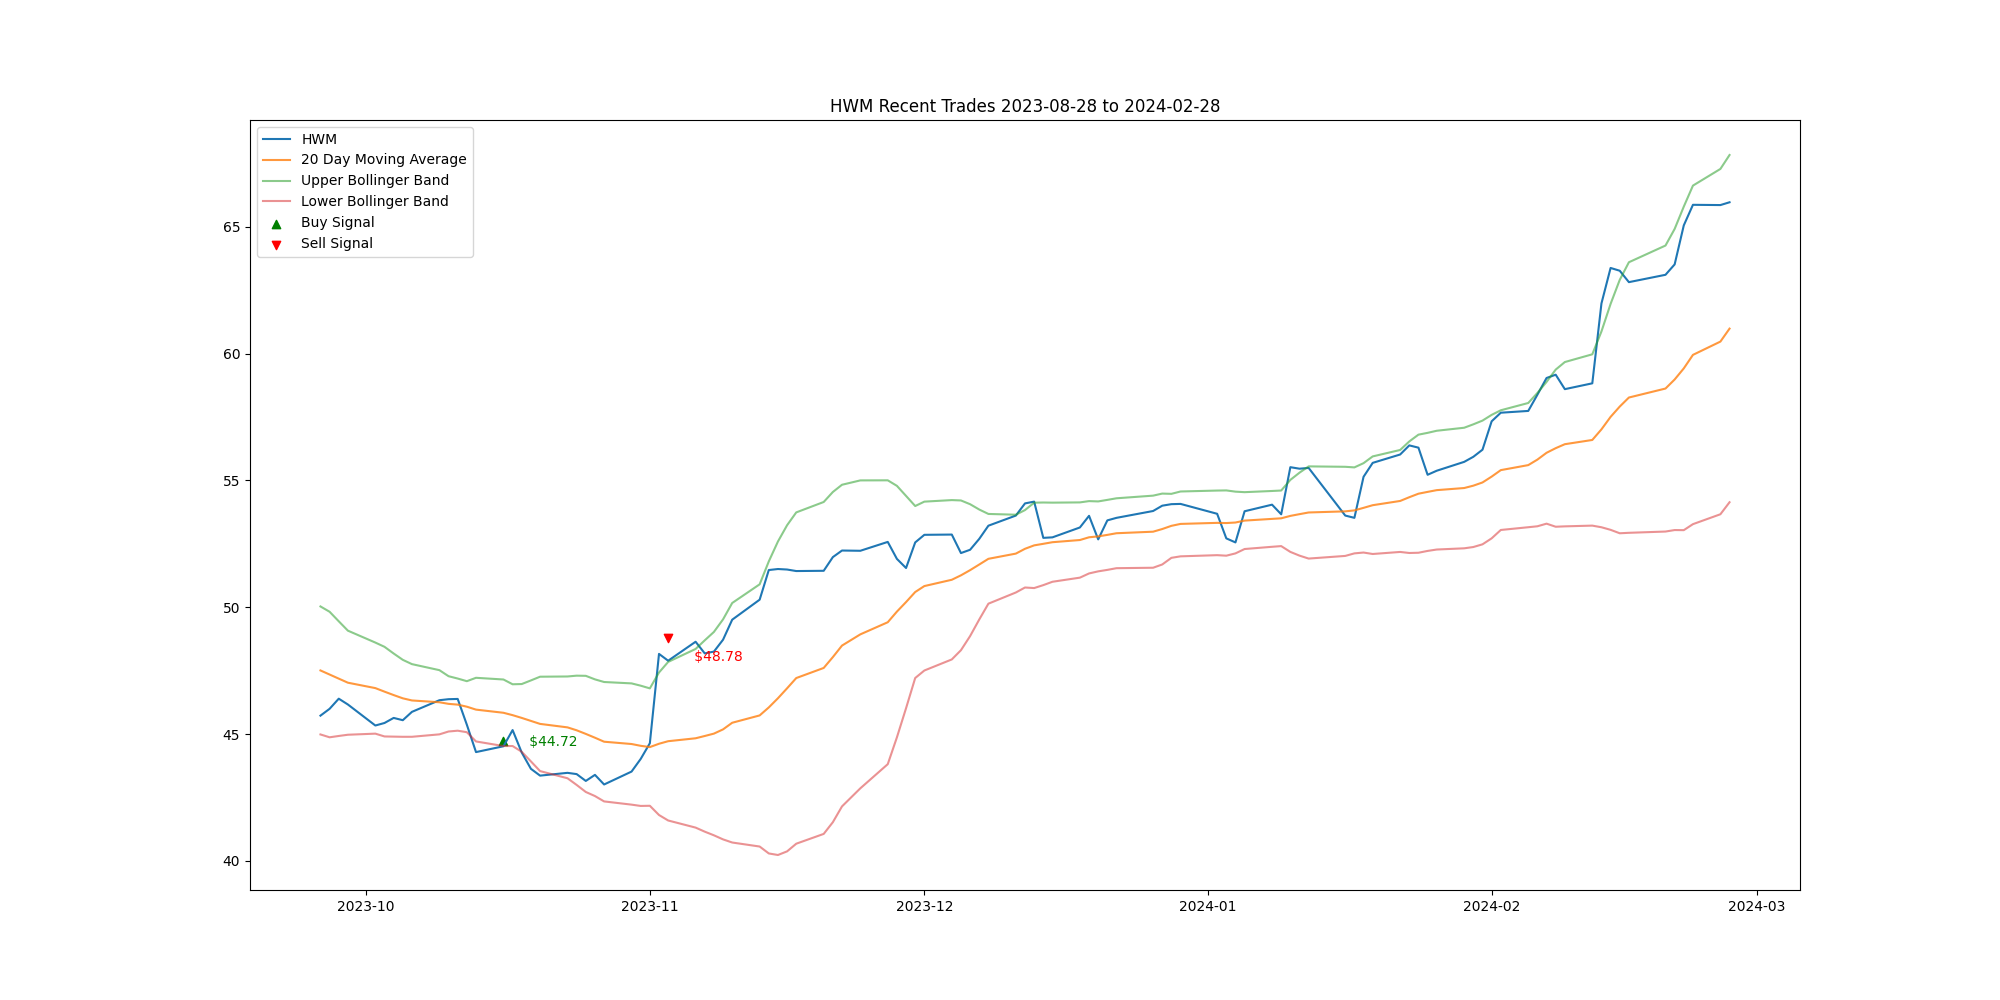 HWM Recent Trades 2023-08-28 to 2024-02-28
HWM
20 Day Moving Average
Upper Bollinger Band
Lower Bollinger Band
Buy Signal
Sell Signal
65
60
55
50
45
40
$48.78
$44.72
2023-10
2023-11
2023-12
2024-01
2024-02
2024-03